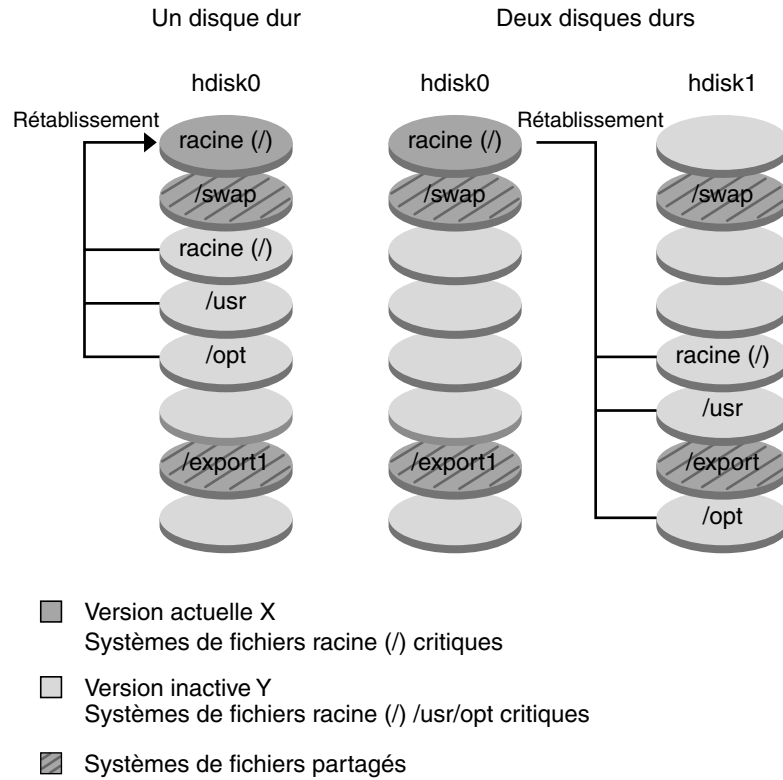 Un disque dur
Deux disques durs
hdisk0
hdisk0
hdisk1
Rétablissement
racine (/)
racine (/)
Rétablissement
/swap
/swap
/swap
racine (/)
/usr
/opt
racine (/)
/usr
/export1
/export1
/export
/opt
Version actuelle X
Systèmes de fichiers racine (/) critiques
Version inactive Y
Systèmes de fichiers racine (/) /usr/opt critiques
Systèmes de fichiers partagés